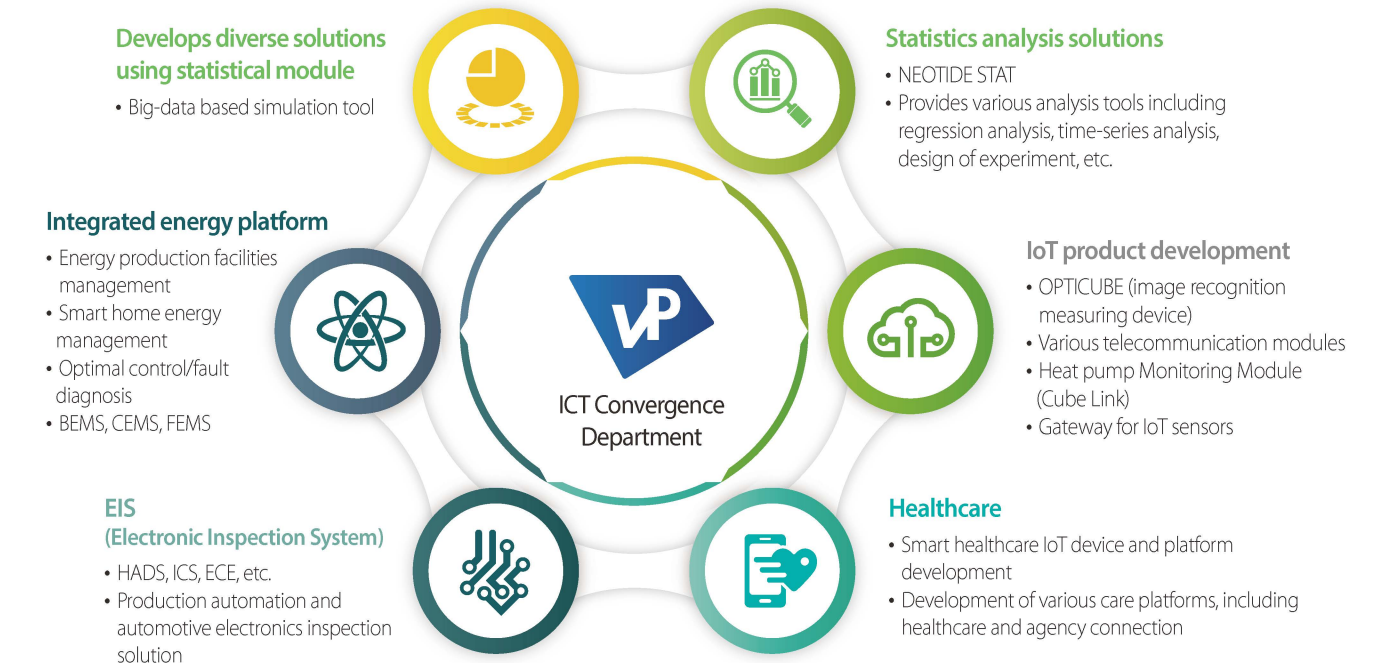 Develops diverse solutions
using statistical module
• Big-data based simulation tool
Statistics analysis solutions
• NEOTIDE STAT
• Provides various analysis tools including
regression analysis, time-series analysis,
design of experiment, etc.
Integrated energy platform
• Energy production facilities
management
• Smart home energy
management
• Optimal control/fault
diagnosis
• BEMS, CEMS, FEMS
VP
ICT Convergence
Department
IoT product development
• OPTICUBE (image recognition
measuring device)
• Various telecommunication modules
• Heat pump Monitoring Module
(Cube Link)
• Gateway for IoT sensors
EIS
(Electronic Inspection System)
• HADS, ICS, ECE, etc.
• Production automation and
automotive electronics inspection
solution
Healthcare
• Smart healthcare IoT device and platform
development
• Development of various care platforms, including
healthcare and agency connection